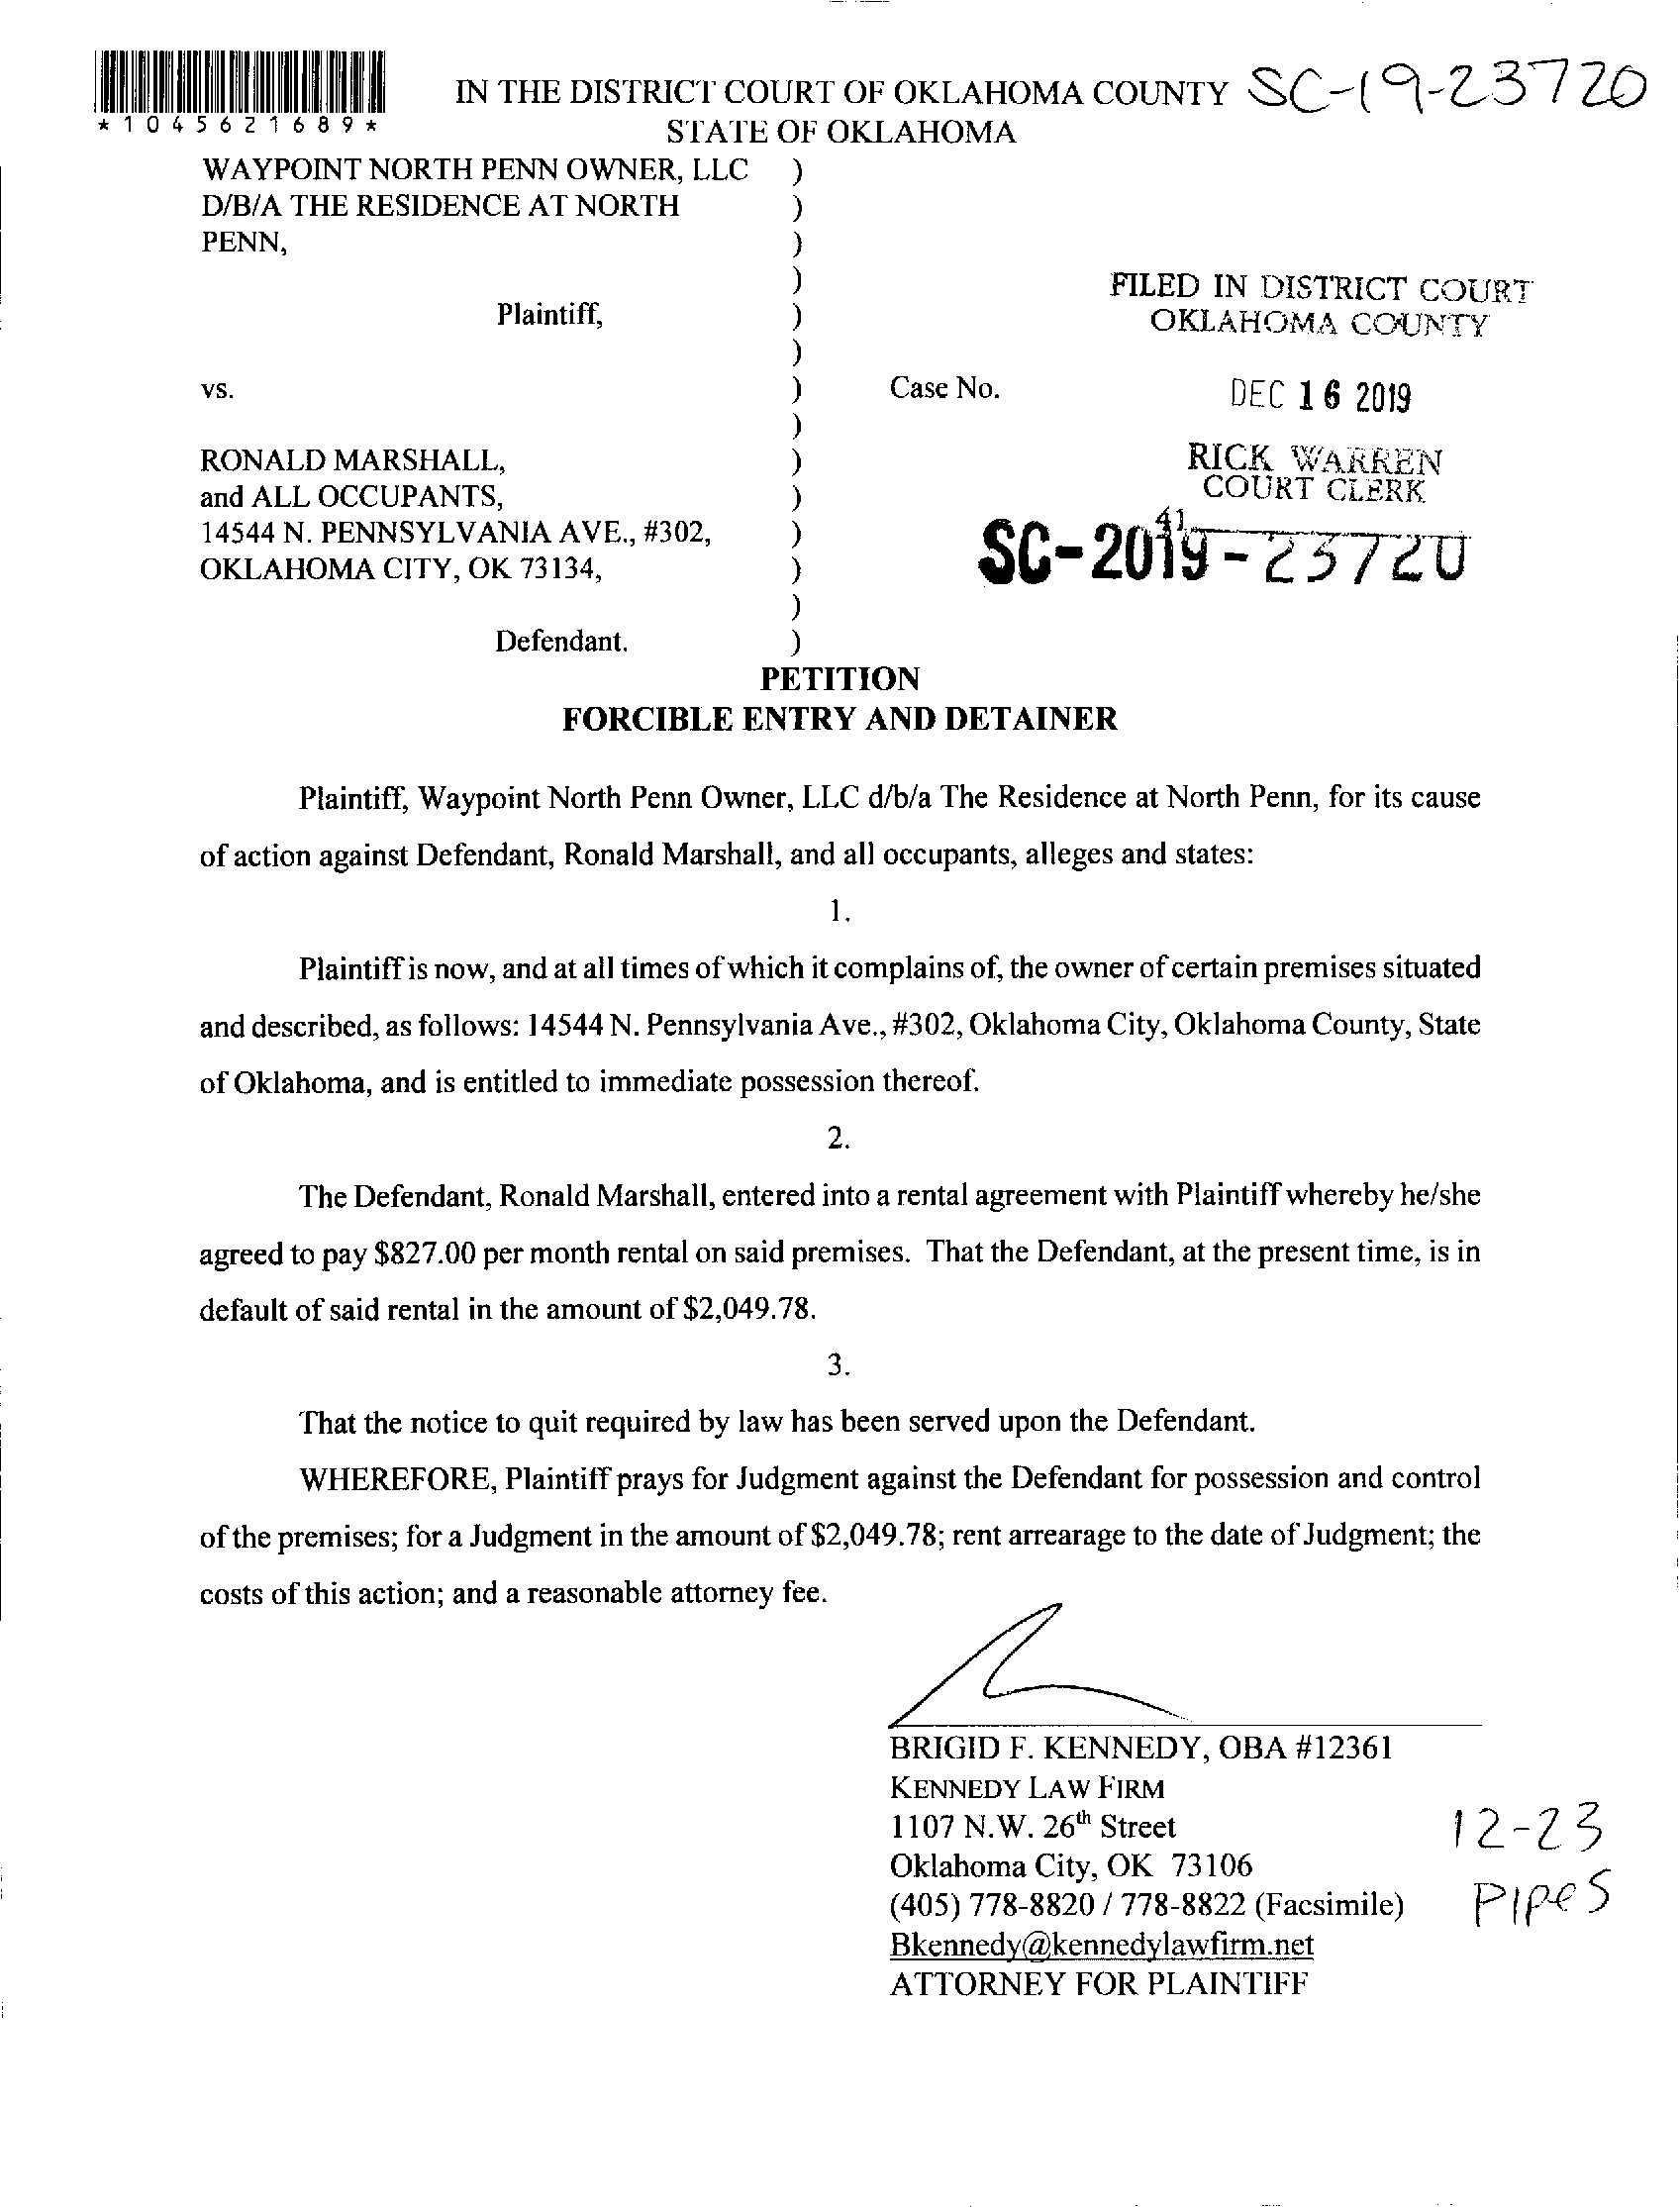 IN THE DISTRICT COURT OF OKLAHOMA COUNTY SC-19-23720
*1045621689*
STATE OF OKLAHOMA
WAYPOINT NORTH PENN OWNER, LLC )
D/B/A THE RESIDENCE AT NORTH )
PENN, )
)
FILED IN DISTRICT COURT
Plaintiff, )
OKLAHOMA COUNTY
)
vs. ) Case No. DEC 16 2019
)
RONALD MARSHALL, ) RICK WARREN
and ALL OCCUPANTS, ) COURT CLERK
41
14544 N. PENNSYLVANIA AVE., #302, )
SC-2019-23720
OKLAHOMA CITY, OK 73134, )
)
Defendant. )
PETITION
FORCIBLE ENTRY AND DETAINER
Plaintiff, Waypoint North Penn Owner, LLC d/b/a The Residence at North Penn, for its cause
of action against Defendant, Ronald Marshall, and all occupants, alleges and states:
1.
Plaintiff is now, and at all times of which it complains of, the owner of certain premises situated
and described, as follows: 14544 N. Pennsylvania Ave., #302, Oklahoma City, Oklahoma County, State
of Oklahoma, and is entitled to immediate possession thereof.
2.
The Defendant, Ronald Marshall, entered into a rental agreement with Plaintiff whereby he/she
agreed to pay $827.00 per month rental on said premises. That the Defendant, at the present time, is in
default of said rental in the amount of $2,049.78.
3.
That the notice to quit required by law has been served upon the Defendant.
WHEREFORE, Plaintiff prays for Judgment against the Defendant for possession and control
of the premises; for a Judgment in the amount of $2,049.78; rent arrearage to the date of Judgment; the
costs of this action; and a reasonable attorney fee.
BRIGID F. KENNEDY, OBA #12361
KENNEDY LAW FIRM
1107 N.W. 26th Street
12-23
Oklahoma City, OK 73106
(405) 778-8820 / 778-8822 (Facsimile)
Pipes
Bkennedy@kennedylawfirm.net
ATTORNEY FOR PLAINTIFF